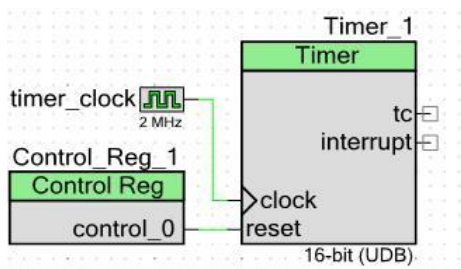 Timer_1
Timer
timer_clock
2 MHz
tc
interrupt
Control_Reg_1
Control Reg
control_0
clock
reset
16-bit (UDB)